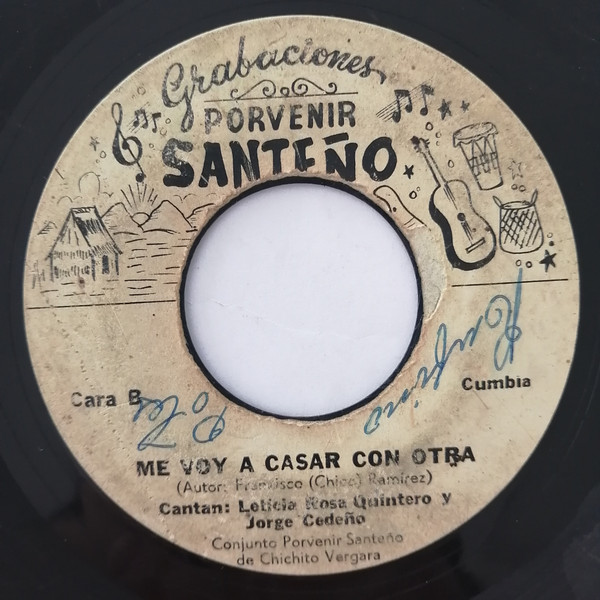 Grabaciones
PORVENIR
SANTEÑO
Cara B
Cumbia
ME VOY A CASAR CON OTRA
(Autor: Francisco (Chico) Ramírez)
Cantan: Leticia Rosa Quintero y
Jorge Cedeño
Conjunto Porvenir Santeño
de Chichito Vergara